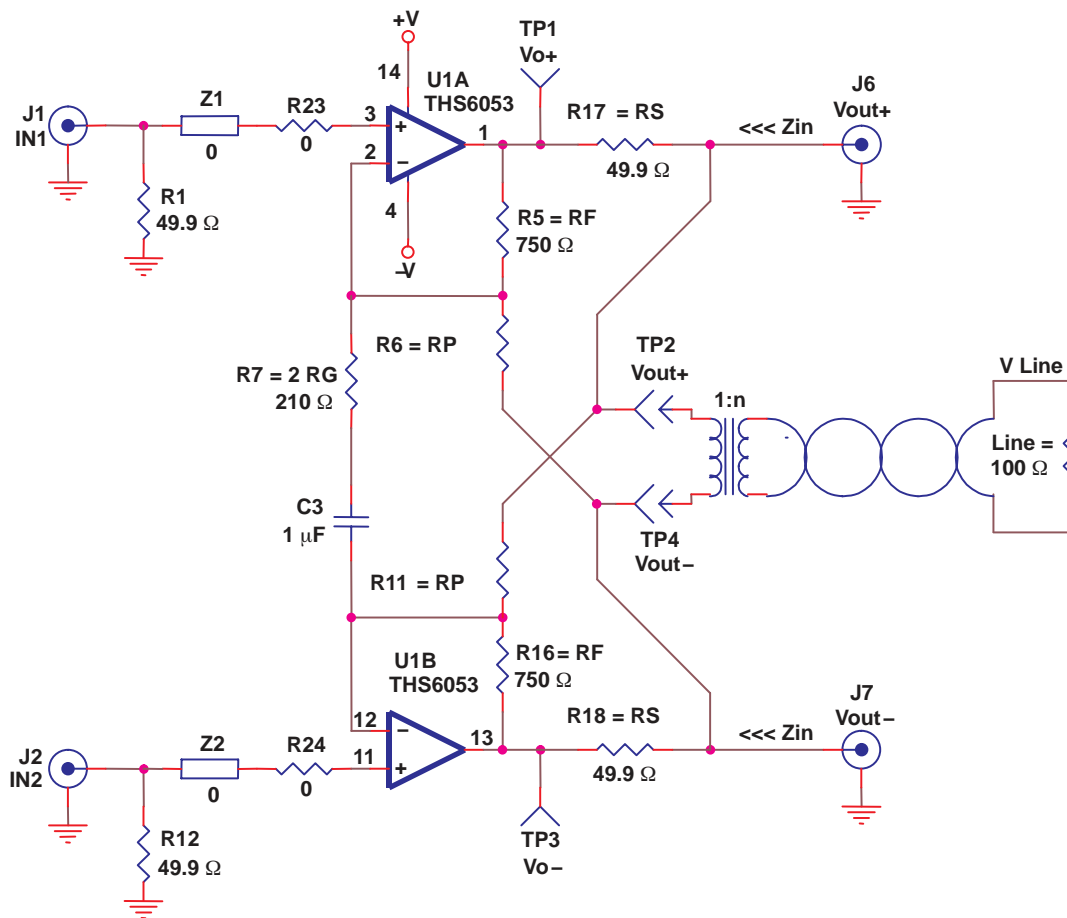 +V
TP1
Vo+
14
U1A
THS6053
J6
Vout+
J1
IN1
Z1
0
R23
0
3
+
2
−
1
R17 = RS
49.9 Ω
<<< Zin
R1
49.9 Ω
4
−V
R5 = RF
750 Ω
R6 = RP
R7 = 2 RG
210 Ω
TP2
Vout+
1:n
V Line
Line =
100 Ω
C3
1 μF
TP4
Vout−
R11 = RP
U1B
THS6053
R16 = RF
750 Ω
J7
Vout−
12
−
13
R18 = RS
49.9 Ω
<<< Zin
J2
IN2
Z2
0
R24
0
11
+
R12
49.9 Ω
TP3
Vo−